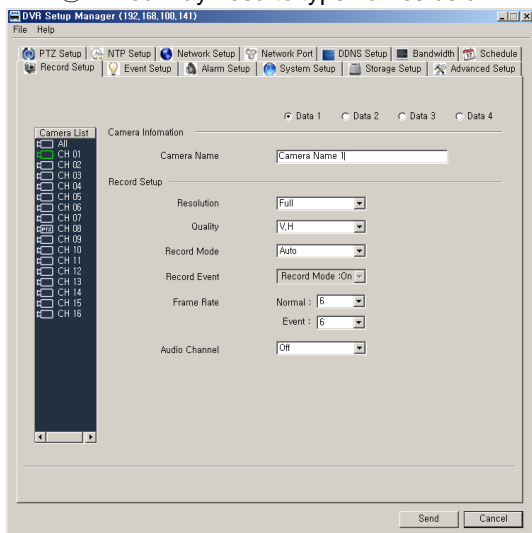 DVR Setup Manager (192,168,100,141)
File Help
PTZ Setup NTP Setup Network Setup Network Port DDNS Setup Bandwidth Schedule
Record Setup Event Setup Alarm Setup System Setup Storage Setup Advanced Setup
Data 1 Data 2 Data 3 Data 4
Camera List
All
CH 01
CH 02
CH 03
CH 04
CH 05
CH 06
CH 07
PTZ CH 08
CH 09
CH 10
CH 11
CH 12
CH 13
CH 14
CH 15
CH 16
Camera Infomation
Camera Name Camera Name 1
Record Setup
Resolution Full
Quality V,H
Record Mode Auto
Record Event Record Mode :On
Frame Rate Normal : 6
Event : 6
Audio Channel Off
Send Cancel